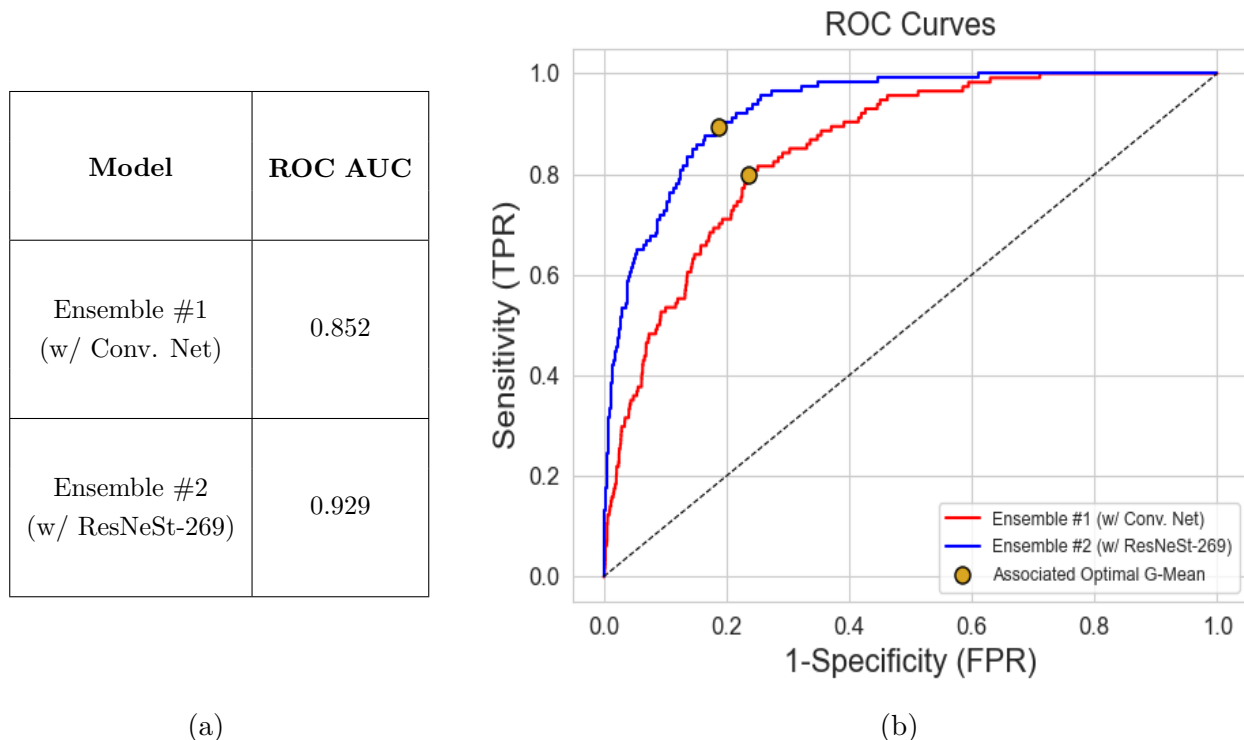 Model ROC AUC
Ensemble #1
(w/ Conv. Net)
0.852
Ensemble #2
(w/ ResNeSt-269)
0.929
(a)
ROC Curves
Sensitivity (TPR)
1.0
0.8
0.6
0.4
0.2
0.0
Ensemble #1 (w/ Conv. Net)
Ensemble #2 (w/ ResNeSt-269)
Associated Optimal G-Mean
0.0 0.2 0.4 0.6 0.8 1.0
1-Specificity (FPR)
(b)